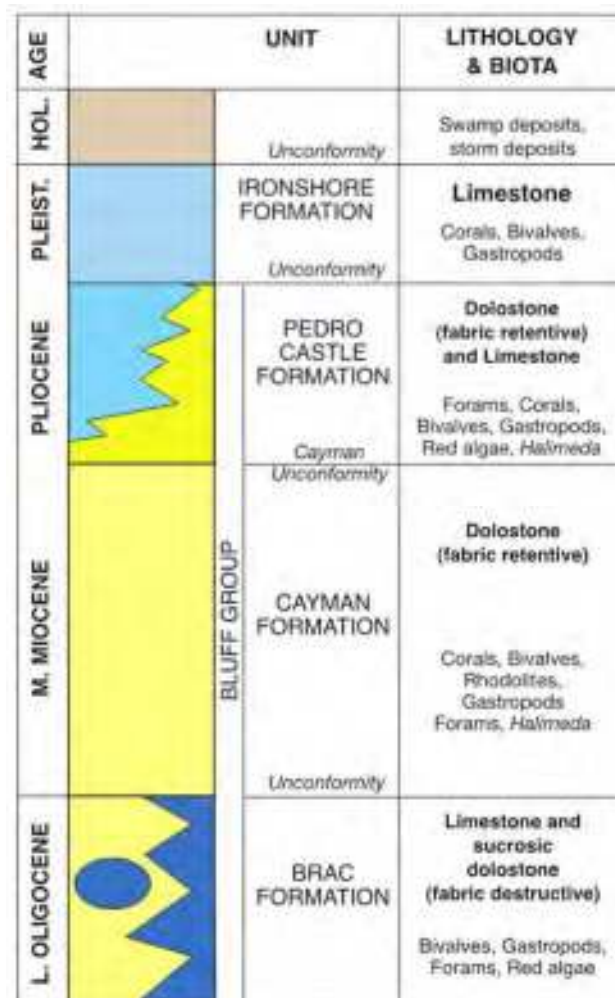 AGE
UNIT
LITHOLOGY
& BIOTA
HOL.
Unconformity
Swamp deposits,
storm deposits
PLEIST.
IRONSHORE
FORMATION
Unconformity
Limestone
Corals, Bivalves,
Gastropods
PLIOCENE
PEDRO
CASTLE
FORMATION
Cayman
Unconformity
Dolostone
(fabric retentive)
and Limestone
Forams, Corals,
Bivalves, Gastropods,
Red algae, Halimeda
M. MIOCENE
BLUFF GROUP
CAYMAN
FORMATION
Unconformity
Dolostone
(fabric retentive)
Corals, Bivalves,
Rhodolites,
Gastropods
Forams, Halimeda
L. OLIGOCENE
BRAC
FORMATION
Limestone and
sucrosic
dolostone
(fabric destructive)
Bivalves, Gastropods,
Forams, Red algae